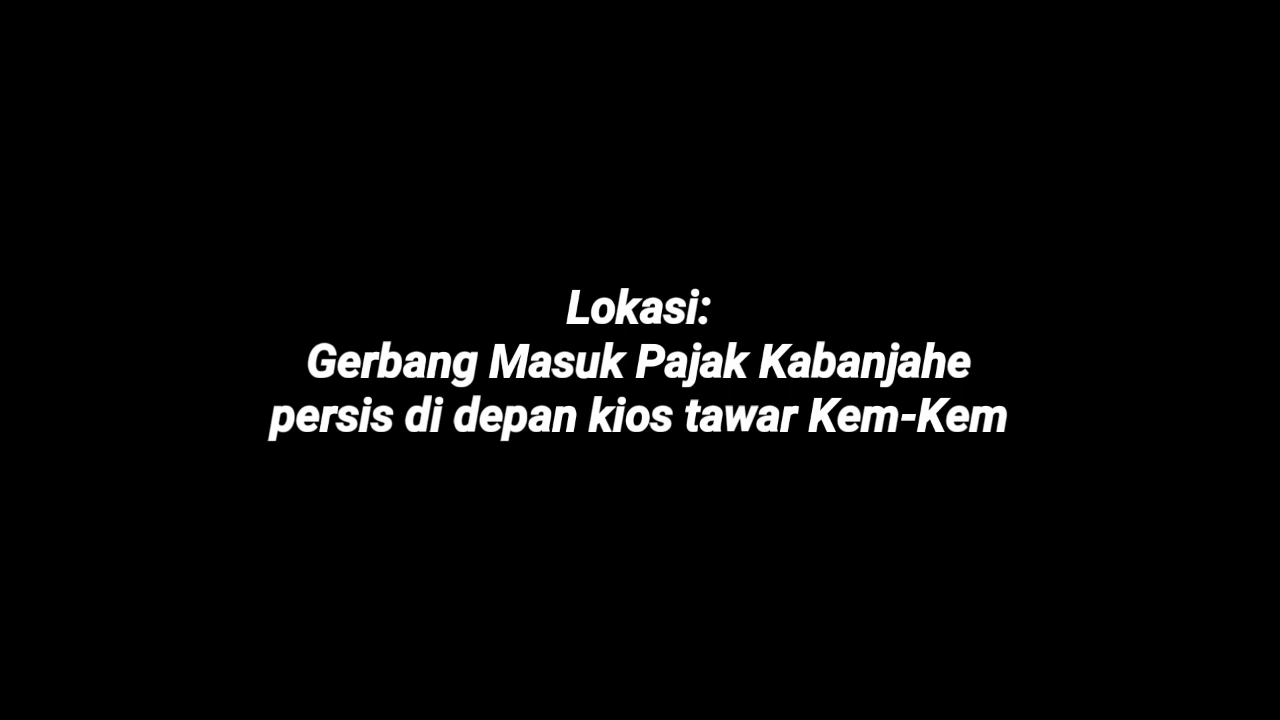 Lokasi:
Gerbang Masuk Pajak Kabanjahe
persis di depan kios tawar Kem-Kem